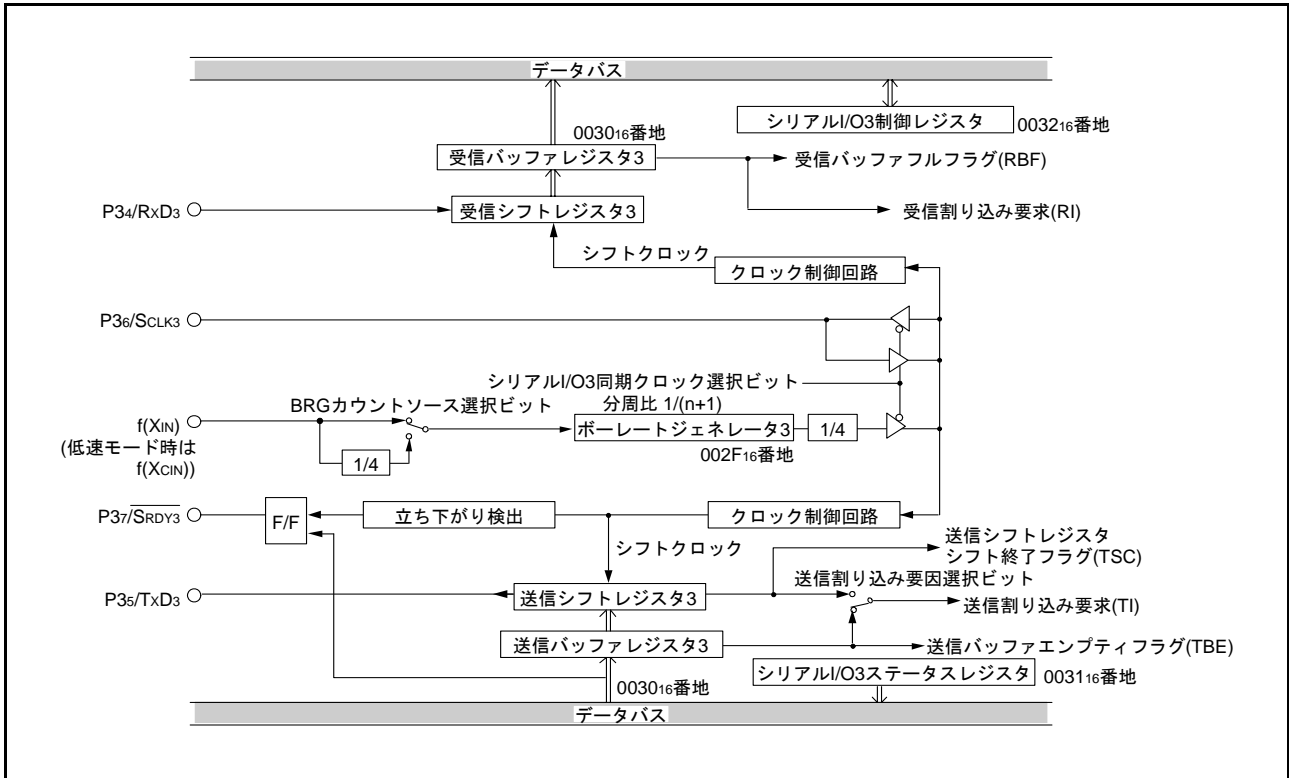 データバス
シリアルI/O3制御レジスタ 003216番地
003016番地
受信バッファレジスタ3
受信バッファフルフラグ(RBF)
P34/RXD3
受信シフトレジスタ3
受信割り込み要求(RI)
シフトクロック
クロック制御回路
P36/SCLK3
シリアルI/O3同期クロック選択ビット
BRGカウントソース選択ビット
分周比 1/(n+1)
f(XIN)
(低速モード時は
f(XCIN))
ボーレートジェネレータ3
1/4
1/4
002F16番地
P37/SRDY3
F/F
立ち下がり検出
クロック制御回路
シフトクロック
送信シフトレジスタ
シフト終了フラグ(TSC)
送信割り込み要因選択ビット
P35/TXD3
送信シフトレジスタ3
送信割り込み要求(TI)
送信バッファレジスタ3
送信バッファエンプティフラグ(TBE)
シリアルI/O3ステータスレジスタ 003116番地
003016番地
データバス